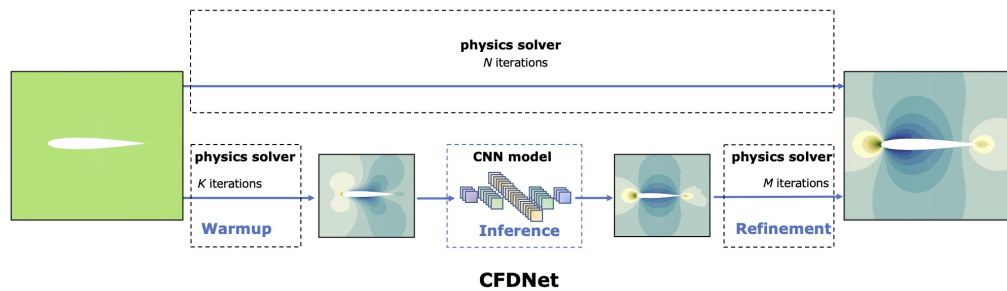 physics solver
N iterations
physics solver
K iterations
Warmup
CNN model
Inference
physics solver
M iterations
Refinement
CFDNet